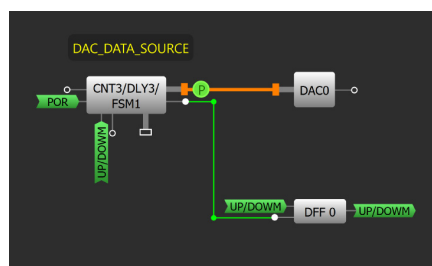 DAC_DATA_SOURCE
CNT3/DLY3/
FSM1
P
DAC0
POR
UP/DOWM
UP/DOWM
DFF 0
UP/DOWM